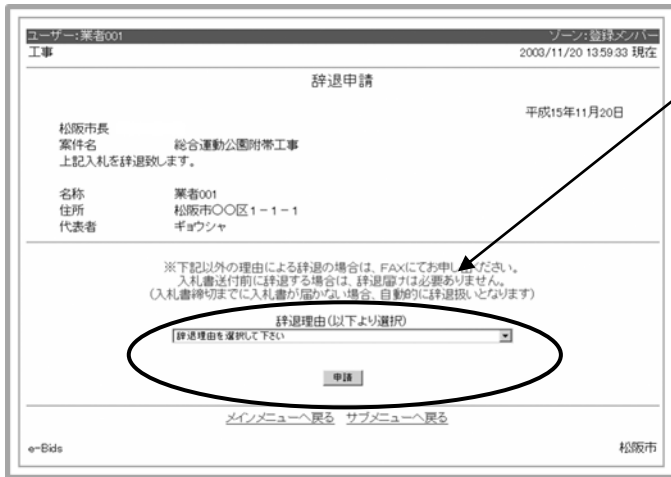 ユーザー:業者001 ゾーン:登録メンバー
工事 2003/11/20 13:59:33 現在
辞退申請
平成15年11月20日
松阪市長
案件名 総合運動公園附帯工事
上記入札を辞退致します。
名称 業者001
住所 松阪市〇〇区1-1-1
代表者 ギョウシャ
※下記以外の理由による辞退の場合は、FAXにてお申し出ください。
入札書送付前に辞退する場合は、辞退届けは必要ありません。
(入札書締切までに入札書が届かない場合、自動的に辞退扱いとなります)
辞退理由(以下より選択)
辞退理由を選択して下さい
申請
メインメニューへ戻る サブメニューへ戻る
e-Bids 松阪市